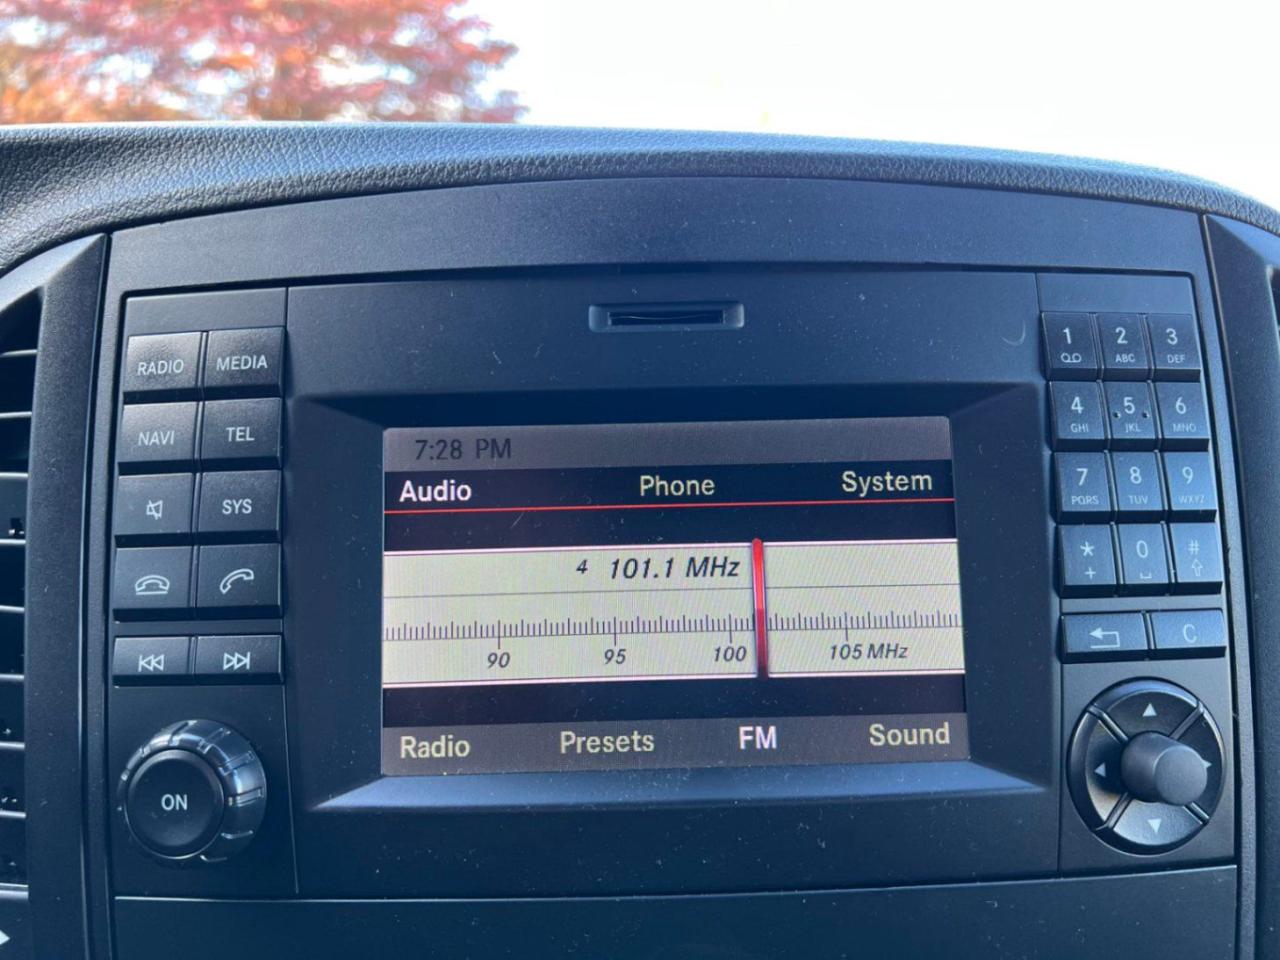 RADIO MEDIA
NAVI TEL
SYS
ON
7:28 PM
Audio Phone System
4 101.1 MHz
90 95 100 105 MHz
Radio Presets FM Sound
1 2 3
ABC DEF
4 5 6
GHI JKL MNO
7 8 9
PQRS TUV WXYZ
* 0 #
+
C